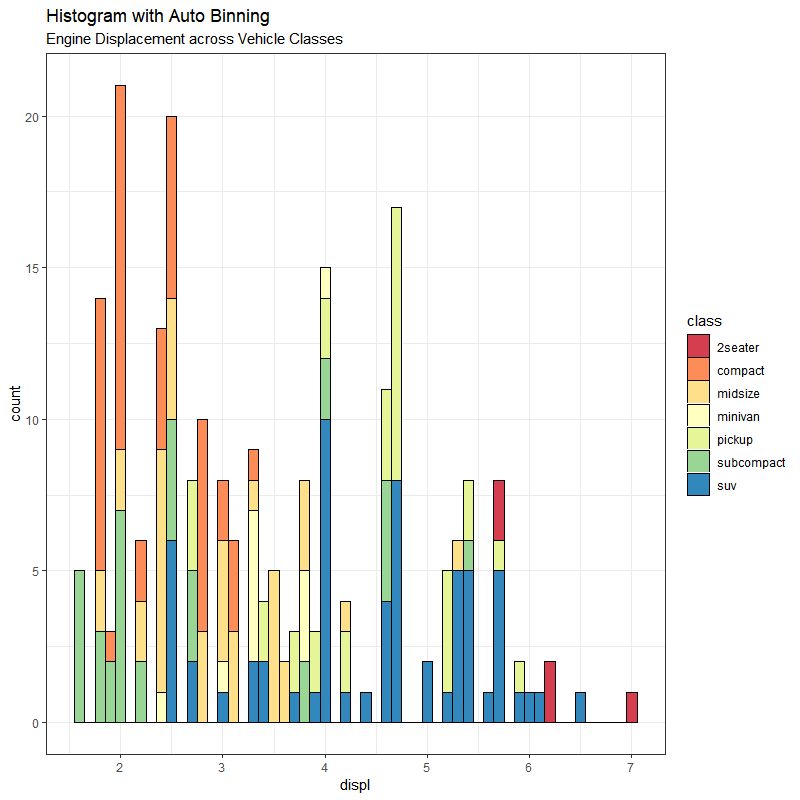 Histogram with Auto Binning
Engine Displacement across Vehicle Classes
20
15
10
5
0
count
2 3 4 5 6 7
displ
class
2seater
compact
midsize
minivan
pickup
subcompact
suv